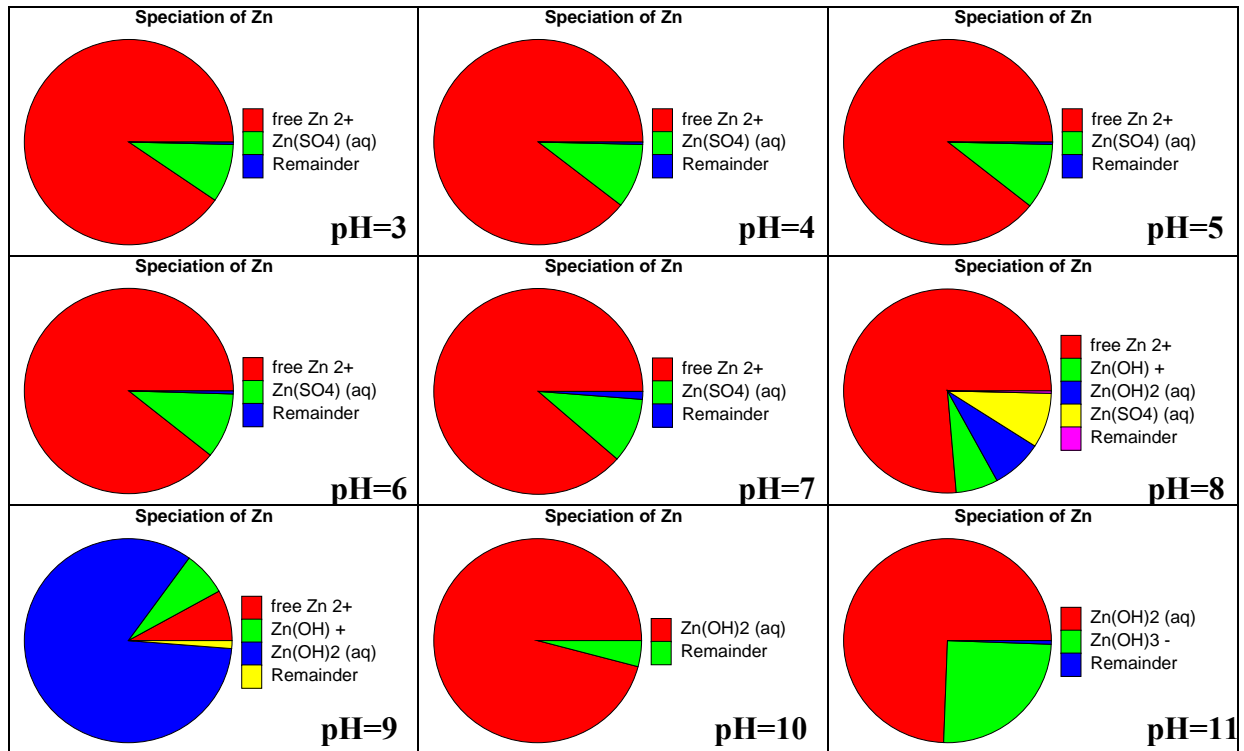 Speciation of Zn
free Zn 2+
Zn(SO4) (aq)
Remainder
pH=3
Speciation of Zn
free Zn 2+
Zn(SO4) (aq)
Remainder
pH=4
Speciation of Zn
free Zn 2+
Zn(SO4) (aq)
Remainder
pH=5
Speciation of Zn
free Zn 2+
Zn(SO4) (aq)
Remainder
pH=6
Speciation of Zn
free Zn 2+
Zn(SO4) (aq)
Remainder
pH=7
Speciation of Zn
free Zn 2+
Zn(OH) +
Zn(OH)2 (aq)
Zn(SO4) (aq)
Remainder
pH=8
Speciation of Zn
free Zn 2+
Zn(OH) +
Zn(OH)2 (aq)
Remainder
pH=9
Speciation of Zn
Zn(OH)2 (aq)
Remainder
pH=10
Speciation of Zn
Zn(OH)2 (aq)
Zn(OH)3 -
Remainder
pH=11